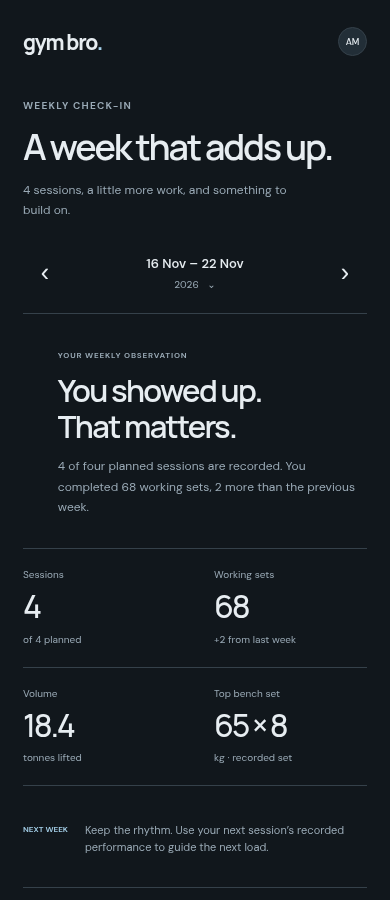 gym bro.
AM
WEEKLY CHECK-IN
A week that adds up.
4 sessions, a little more work, and something to
build on.
‹ 16 Nov – 22 Nov ›
2026 ⌄
YOUR WEEKLY OBSERVATION
You showed up.
That matters.
4 of four planned sessions are recorded. You
completed 68 working sets, 2 more than the previous
week.
Sessions
4
of 4 planned
Working sets
68
+2 from last week
Volume
18.4
tonnes lifted
Top bench set
65×8
kg · recorded set
NEXT WEEK
Keep the rhythm. Use your next session’s recorded
performance to guide the next load.